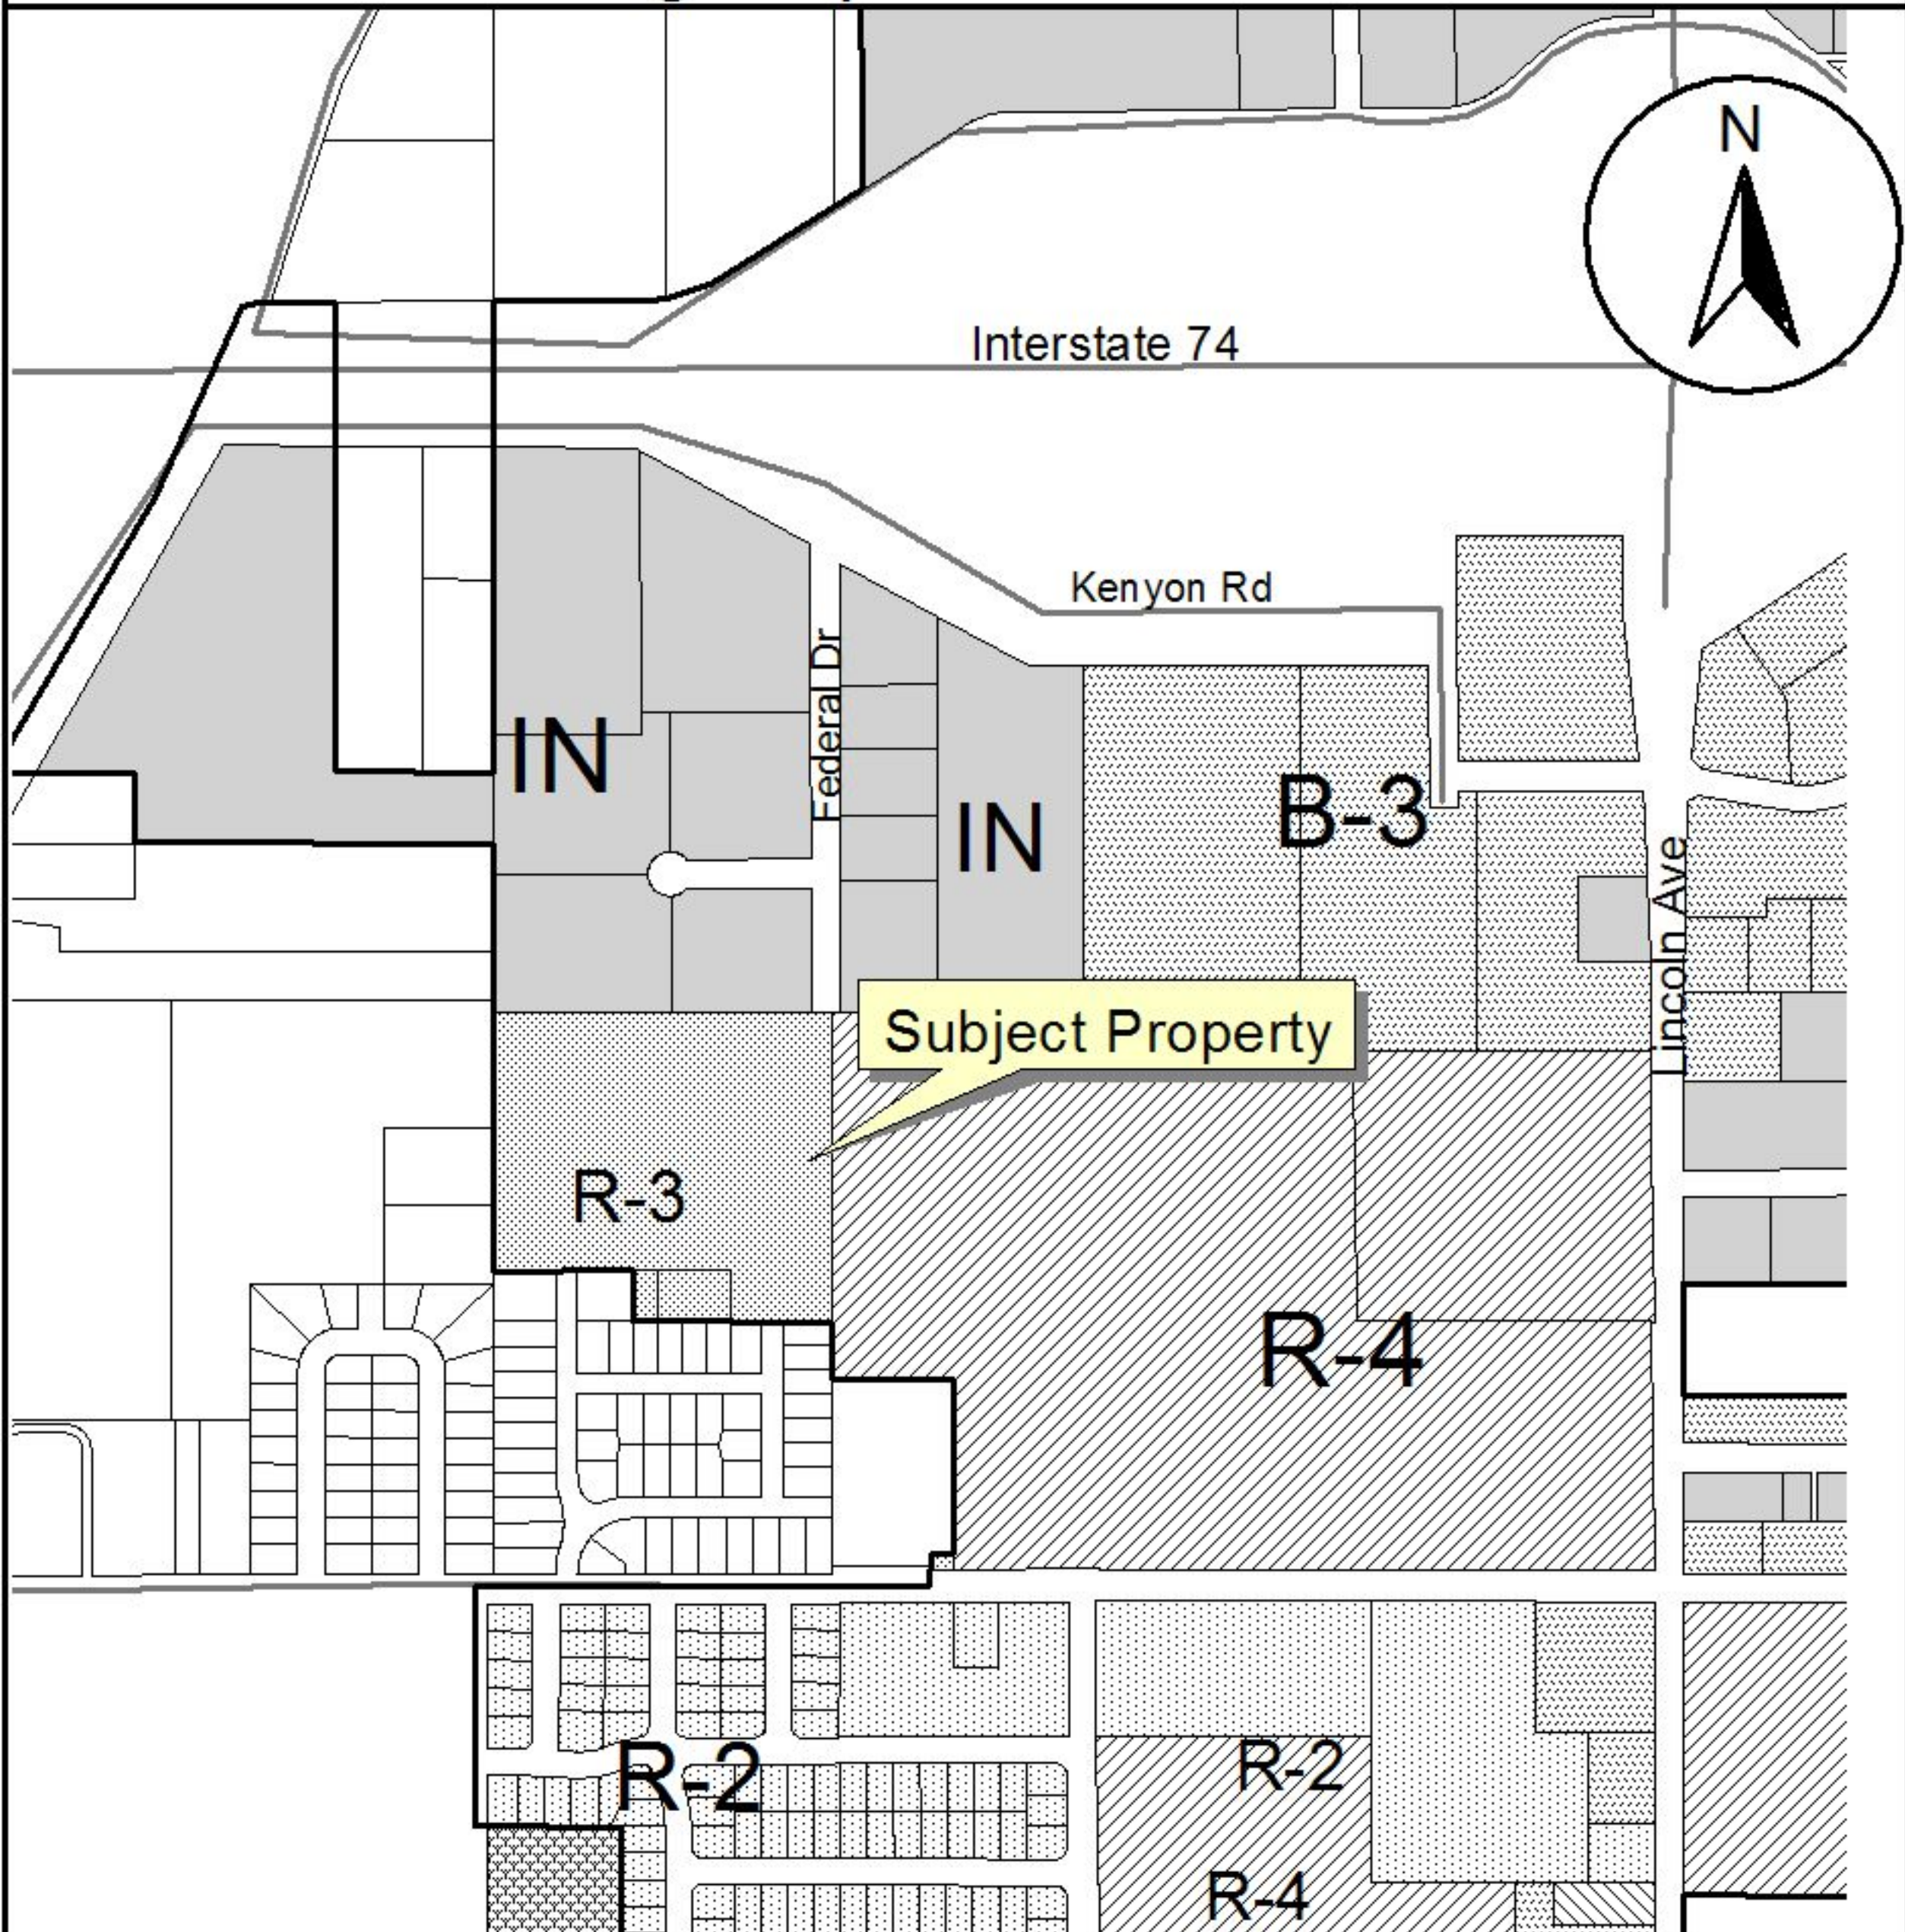 N
Interstate 74
Kenyon Rd
Federal Dr
IN
IN
B-3
Lincoln Ave
Subject Property
R-3
R-4
R-2
R-2
R-4